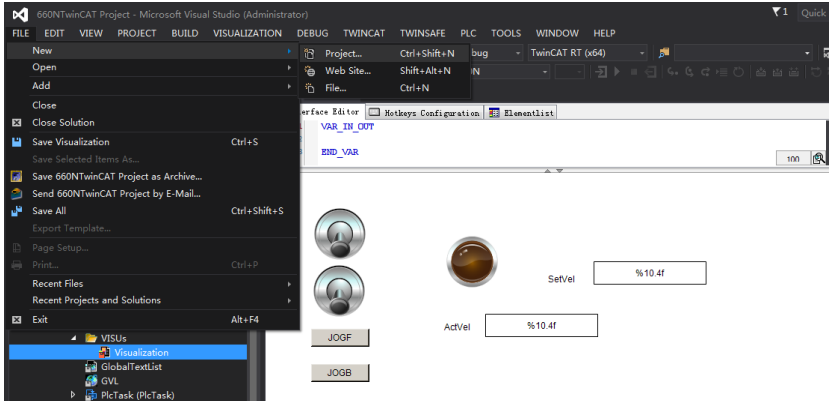 660NTwinCAT Project - Microsoft Visual Studio (Administrator)
1 Quick
FILE EDIT VIEW PROJECT BUILD VISUALIZATION DEBUG TWINCAT TWINSAFE PLC TOOLS WINDOW HELP
New
Project... Ctrl+Shift+N
bug TwinCAT RT (x64)
Open
Web Site... Shift+Alt+N
Add
File... Ctrl+N
Close
Close Solution
erface Editor Hotkeys Configuration Elementlist
VAR_IN_OUT
Save Visualization Ctrl+S
END_VAR
100
Save Selected Items As...
Save 660NTwinCAT Project as Archive...
Send 660NTwinCAT Project by E-Mail...
Save All Ctrl+Shift+S
Export Template...
Page Setup...
Print... Ctrl+P
Recent Files
Recent Projects and Solutions
Exit Alt+F4
SetVel %10.4f
ActVel %10.4f
JOGF
JOGB
VISUs
Visualization
GlobalTextList
GVL
PlcTask (PlcTask)